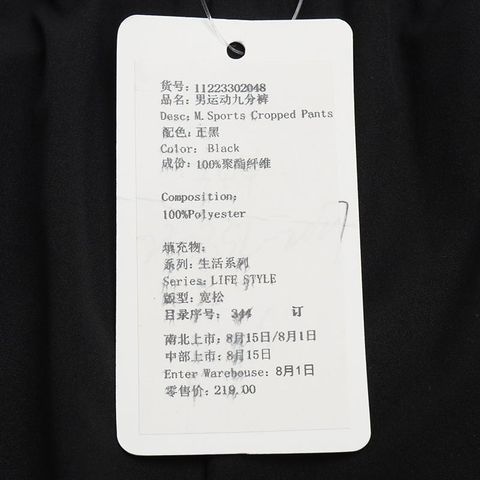 货号: 11223302048
品名: 男运动九分裤
Desc: M. Sports Cropped Pants
配色: 正黑
Color: Black
成份: 100%聚酯纤维
Composition:
100%Polyester
填充物:
系列: 生活系列
Series: LIFE STYLE
版型: 宽松
目录序号: 344 订
南北上市: 8月15日/8月1日
中部上市: 8月15日
Enter Warehouse: 8月1日
零售价: 219.00